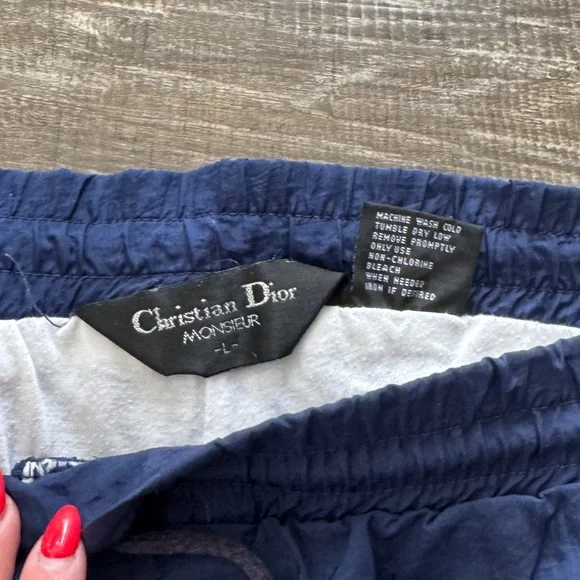 Christian Dior
MONSIEUR
-L-
MACHINE WASH COLD
TUMBLE DRY LOW
REMOVE PROMPTLY
ONLY USE
NON-CHLORINE
BLEACH
WHEN NEEDED
IRON IF DESIRED